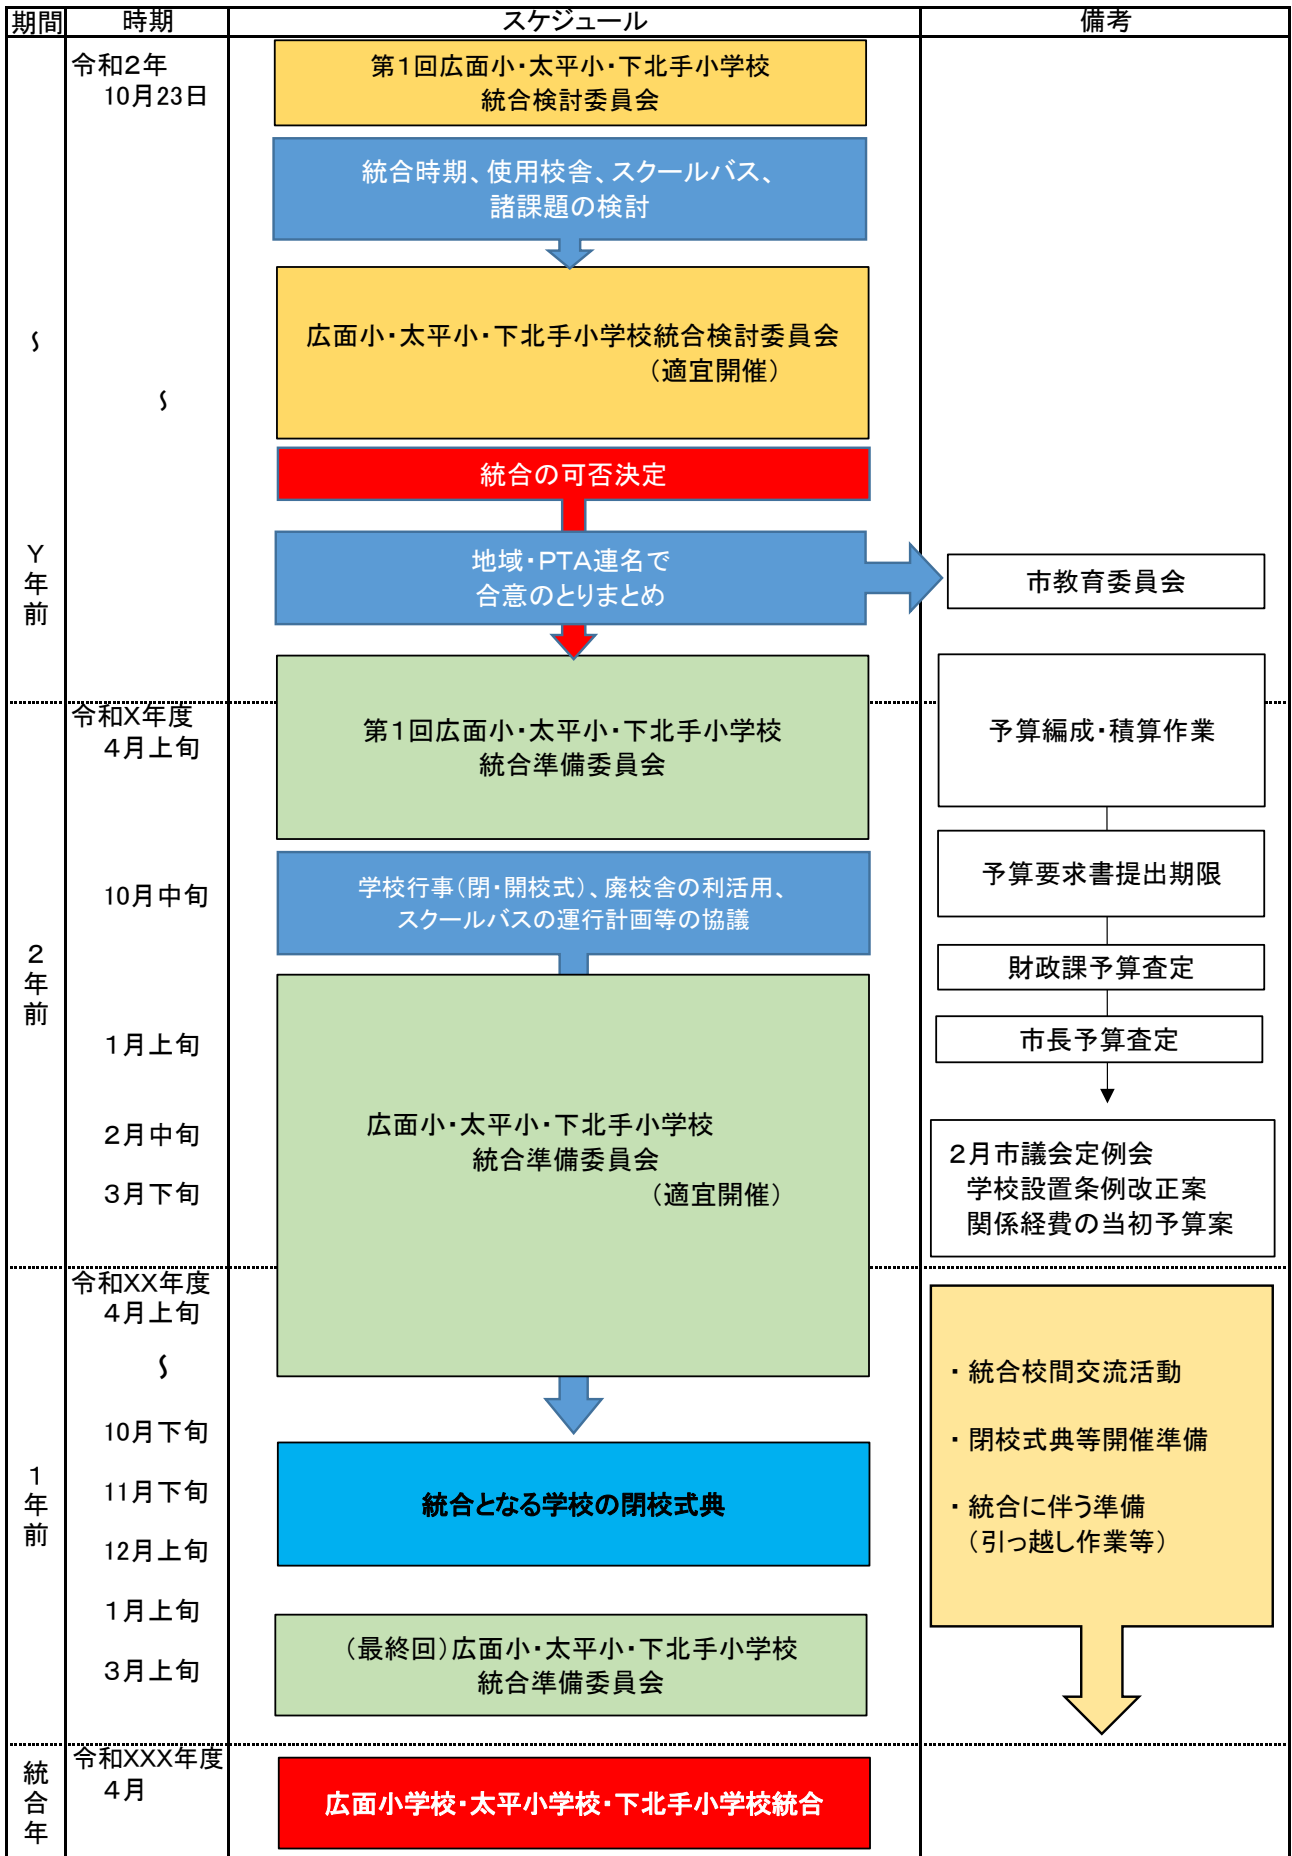 期間
時期
スケジュール
備考
令和2年
10月23日
第1回広面小・太平小・下北手小学校
統合検討委員会
統合時期、使用校舎、スクールバス、
諸課題の検討
広面小・太平小・下北手小学校統合検討委員会
（適宜開催）
～
～
統合の可否決定
Y年前
地域・PTA連名で
合意のとりまとめ
市教育委員会
令和X年度
4月上旬
第1回広面小・太平小・下北手小学校
統合準備委員会
予算編成・積算作業
2年前
10月中旬
学校行事（閉・開校式）、廃校舎の利活用、
スクールバスの運行計画等の協議
予算要求書提出期限
財政課予算査定
1月上旬
市長予算査定
2月中旬
3月下旬
広面小・太平小・下北手小学校
統合準備委員会
（適宜開催）
2月市議会定例会
学校設置条例改正案
関係経費の当初予算案
1年前
令和XX年度
4月上旬
～
10月下旬
11月下旬
12月上旬
1月上旬
3月上旬
統合となる学校の閉校式典
（最終回）広面小・太平小・下北手小学校
統合準備委員会
・統合校間交流活動
・閉校式典等開催準備
・統合に伴う準備
（引っ越し作業等）
統合年
令和XXX年度
4月
広面小学校・太平小学校・下北手小学校統合